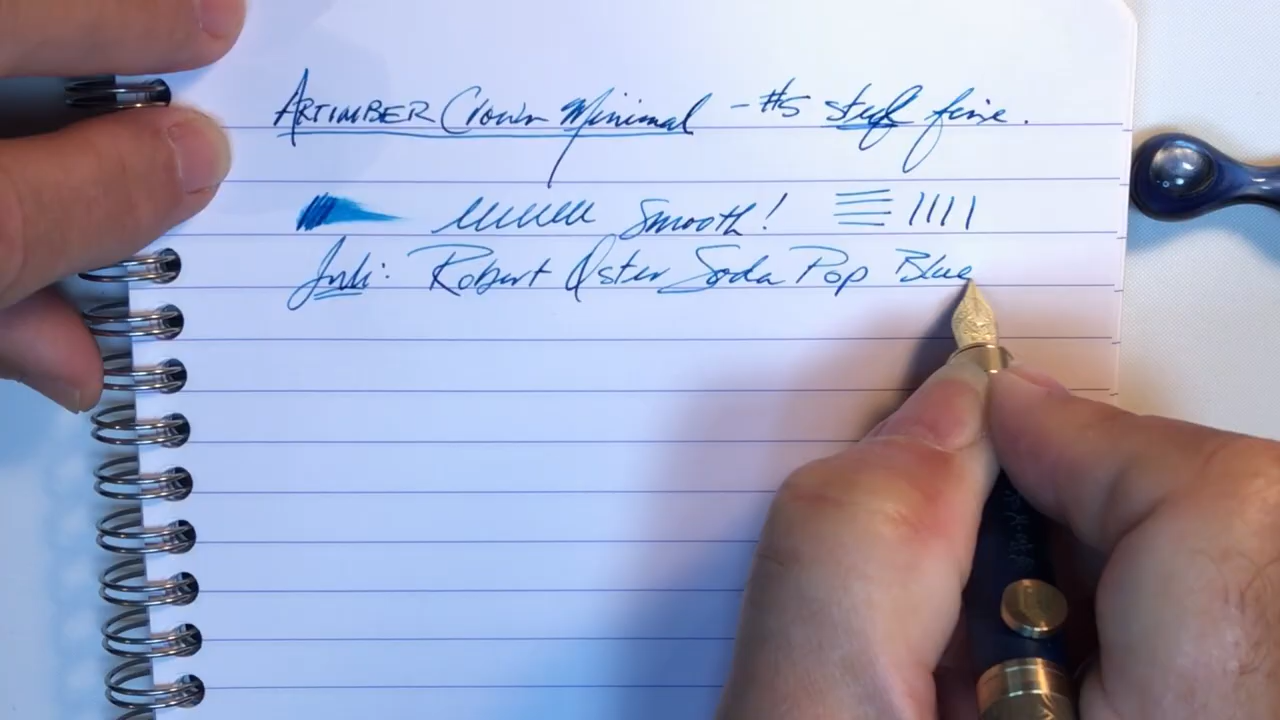 ARTIMBER Crown Minimal - #5 steel fine.
Smooth!
Ink: Robert Oster Soda Pop Blue